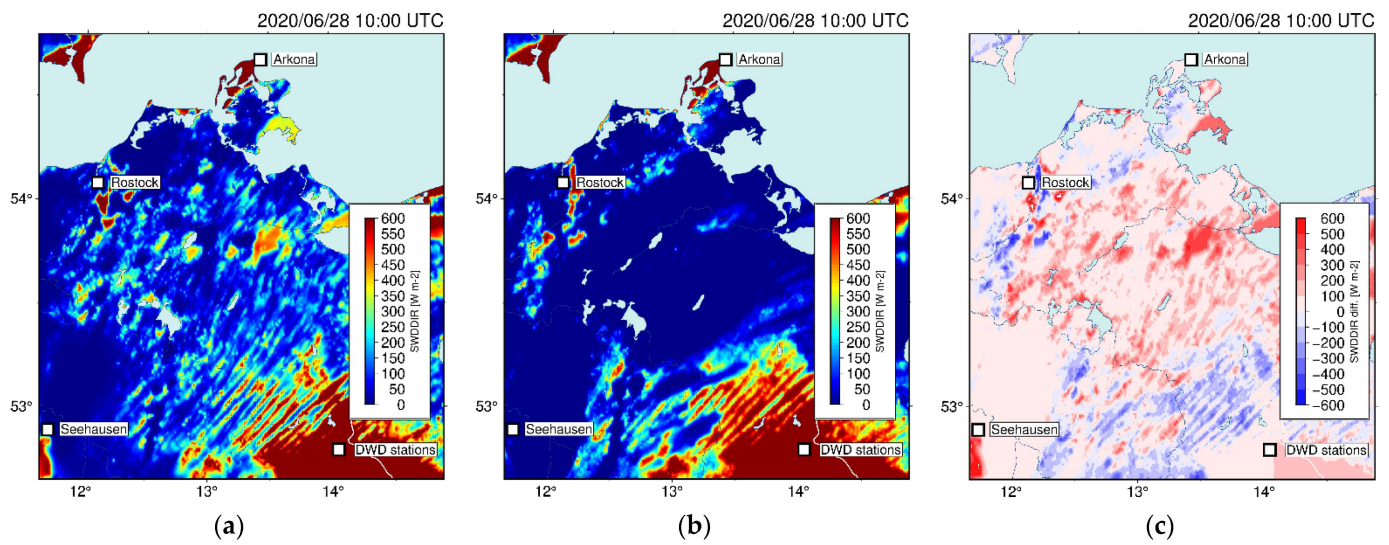 2020/06/28 10:00 UTC
Arkona
Rostock
54°
600
550
500
450
400
350
300
250
200
150
100
50
0
SWDDIR [W m-2]
53°
Seehausen
DWD stations
12°
13°
14°
(a)
2020/06/28 10:00 UTC
Arkona
Rostock
54°
600
550
500
450
400
350
300
250
200
150
100
50
0
SWDDIR [W m-2]
53°
Seehausen
DWD stations
12°
13°
14°
(b)
2020/06/28 10:00 UTC
Arkona
Rostock
54°
600
500
400
300
200
100
0
−100
−200
−300
−400
−500
−600
SWDDIR diff. [W m-2]
53°
Seehausen
DWD stations
12°
13°
14°
(c)